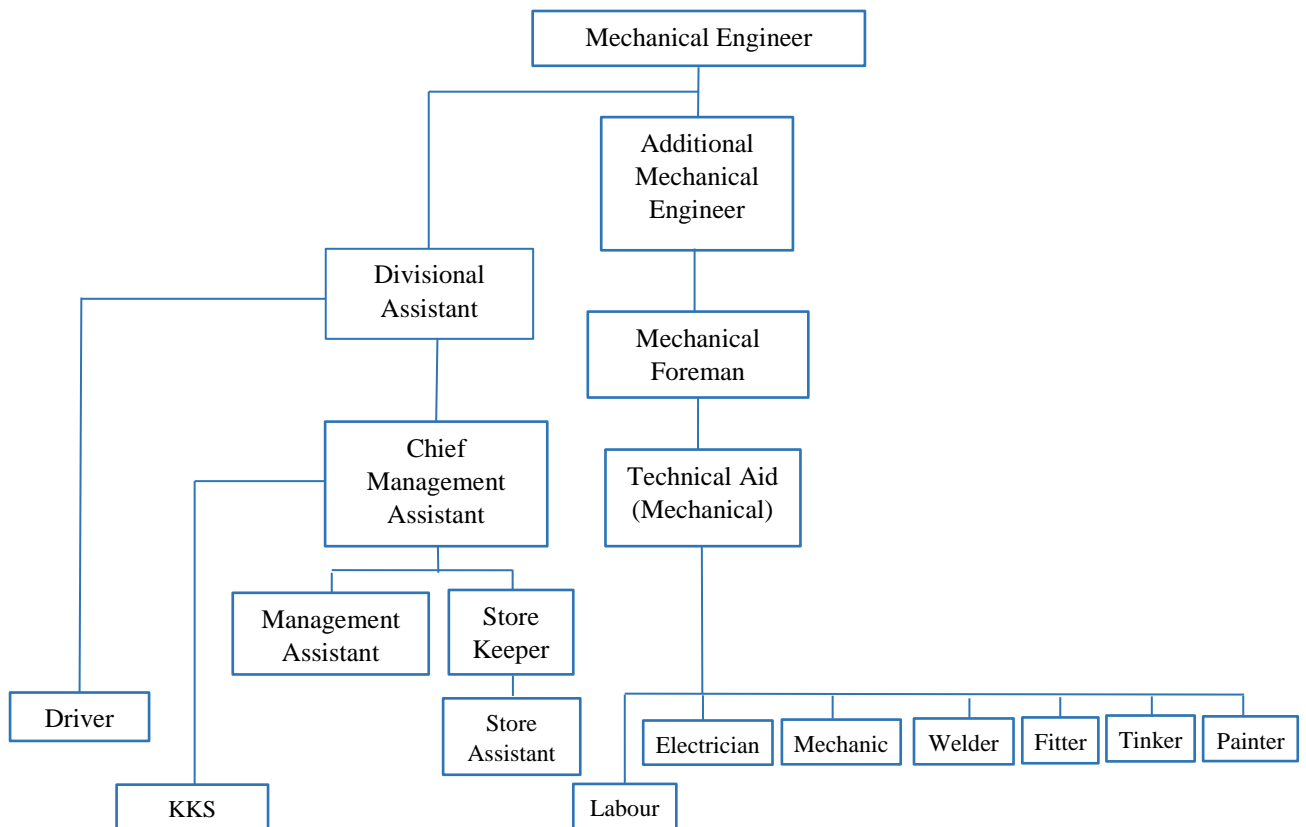 Mechanical Engineer
Additional
Mechanical
Engineer
Divisional
Assistant
Mechanical
Foreman
Chief
Management
Assistant
Technical Aid
(Mechanical)
Management
Assistant
Store
Keeper
Driver
Store
Assistant
Electrician
Mechanic
Welder
Fitter
Tinker
Painter
KKS
Labour